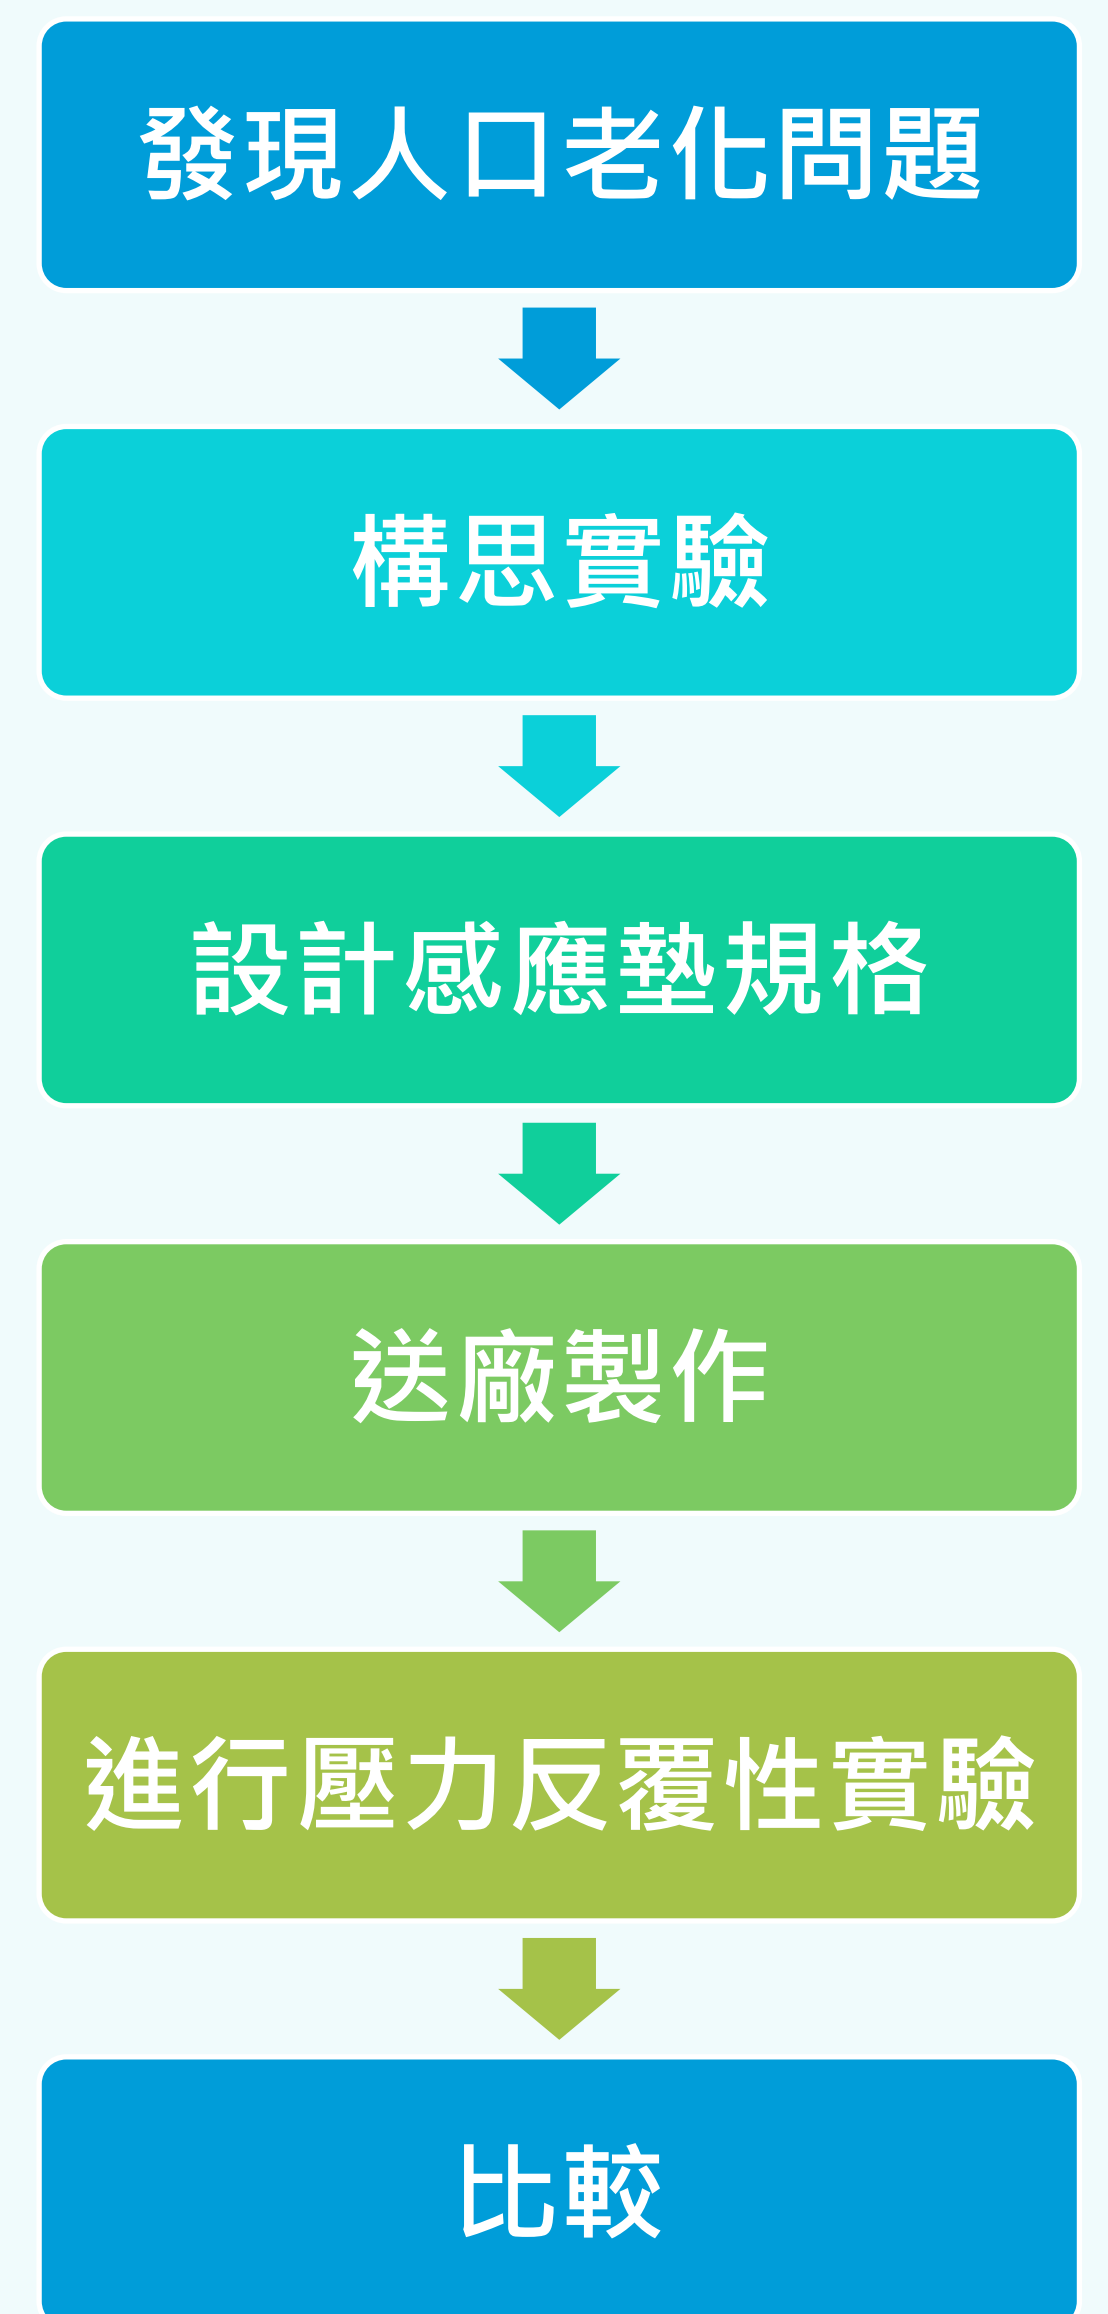 發現人口老化問題
構思實驗
設計感應墊規格
送廠製作
進行壓力反覆性實驗
比較